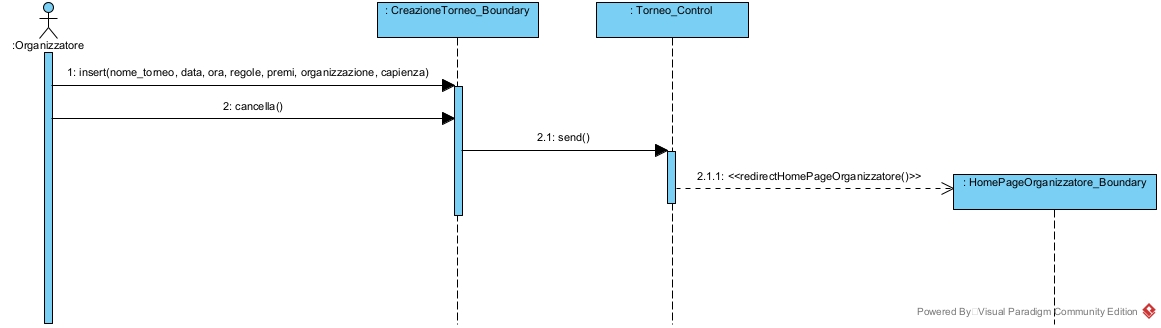 : CreazioneTorneo_Boundary
: Torneo_Control
:Organizzatore
1: insert(nome_torneo, data, ora, regole, premi, organizzazione, capienza)
2: cancella()
2.1: send()
2.1.1: <<redirectHomePageOrganizzatore()>>
: HomePageOrganizzatore_Boundary
Powered By Visual Paradigm Community Edition